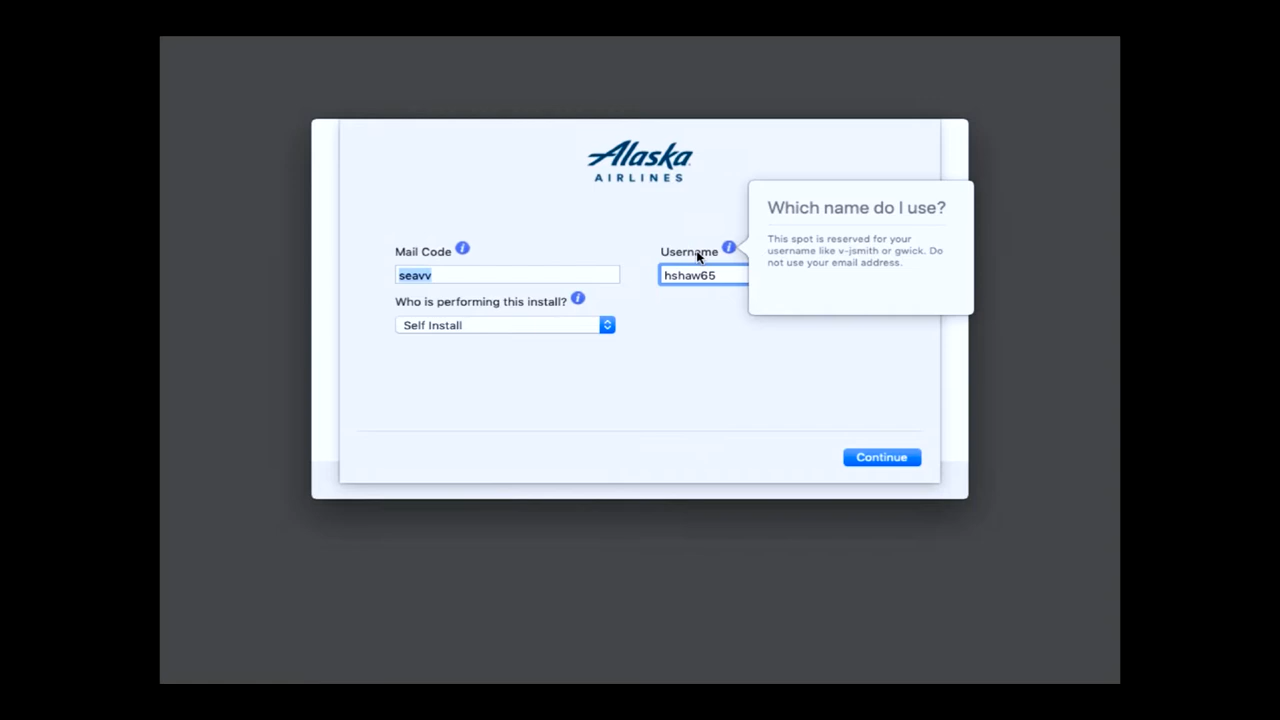 Alaska
AIRLINES
Which name do I use?
This spot is reserved for your
username like v-jsmith or gwick. Do
not use your email address.
Mail Code
Username
seavv
hshaw65
Who is performing this install?
Self Install
Continue